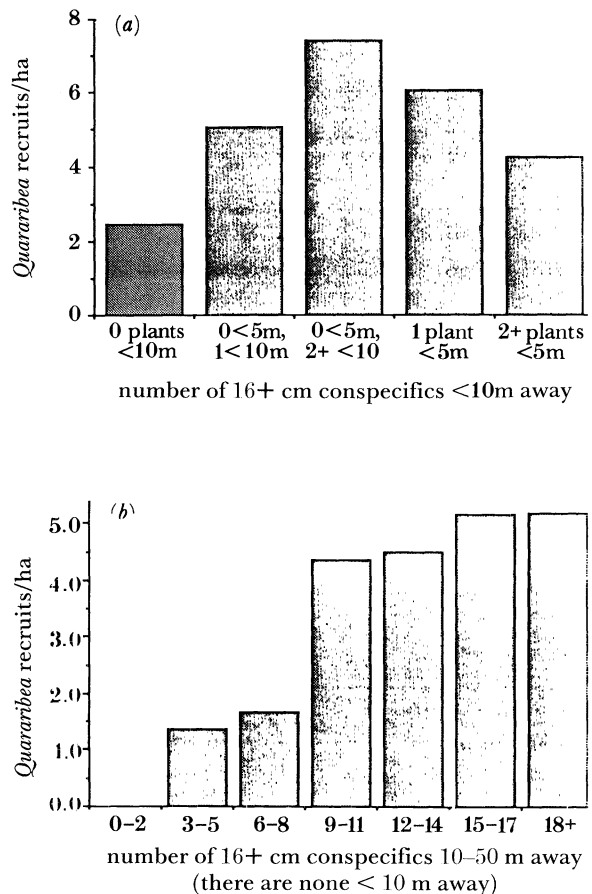 (a)
Quararibea recruits/ha
8
6
4
2
0
0 plants <10m
0<5m, 1<10m
0<5m, 2+ <10
1 plant <5m
2+ plants <5m
number of 16+ cm conspecifics <10m away
(b)
Quararibea recruits/ha
5.0
4.0
3.0
2.0
1.0
0.0
0–2 3–5 6–8 9–11 12–14 15–17 18+
number of 16+ cm conspecifics 10–50 m away
(there are none < 10 m away)